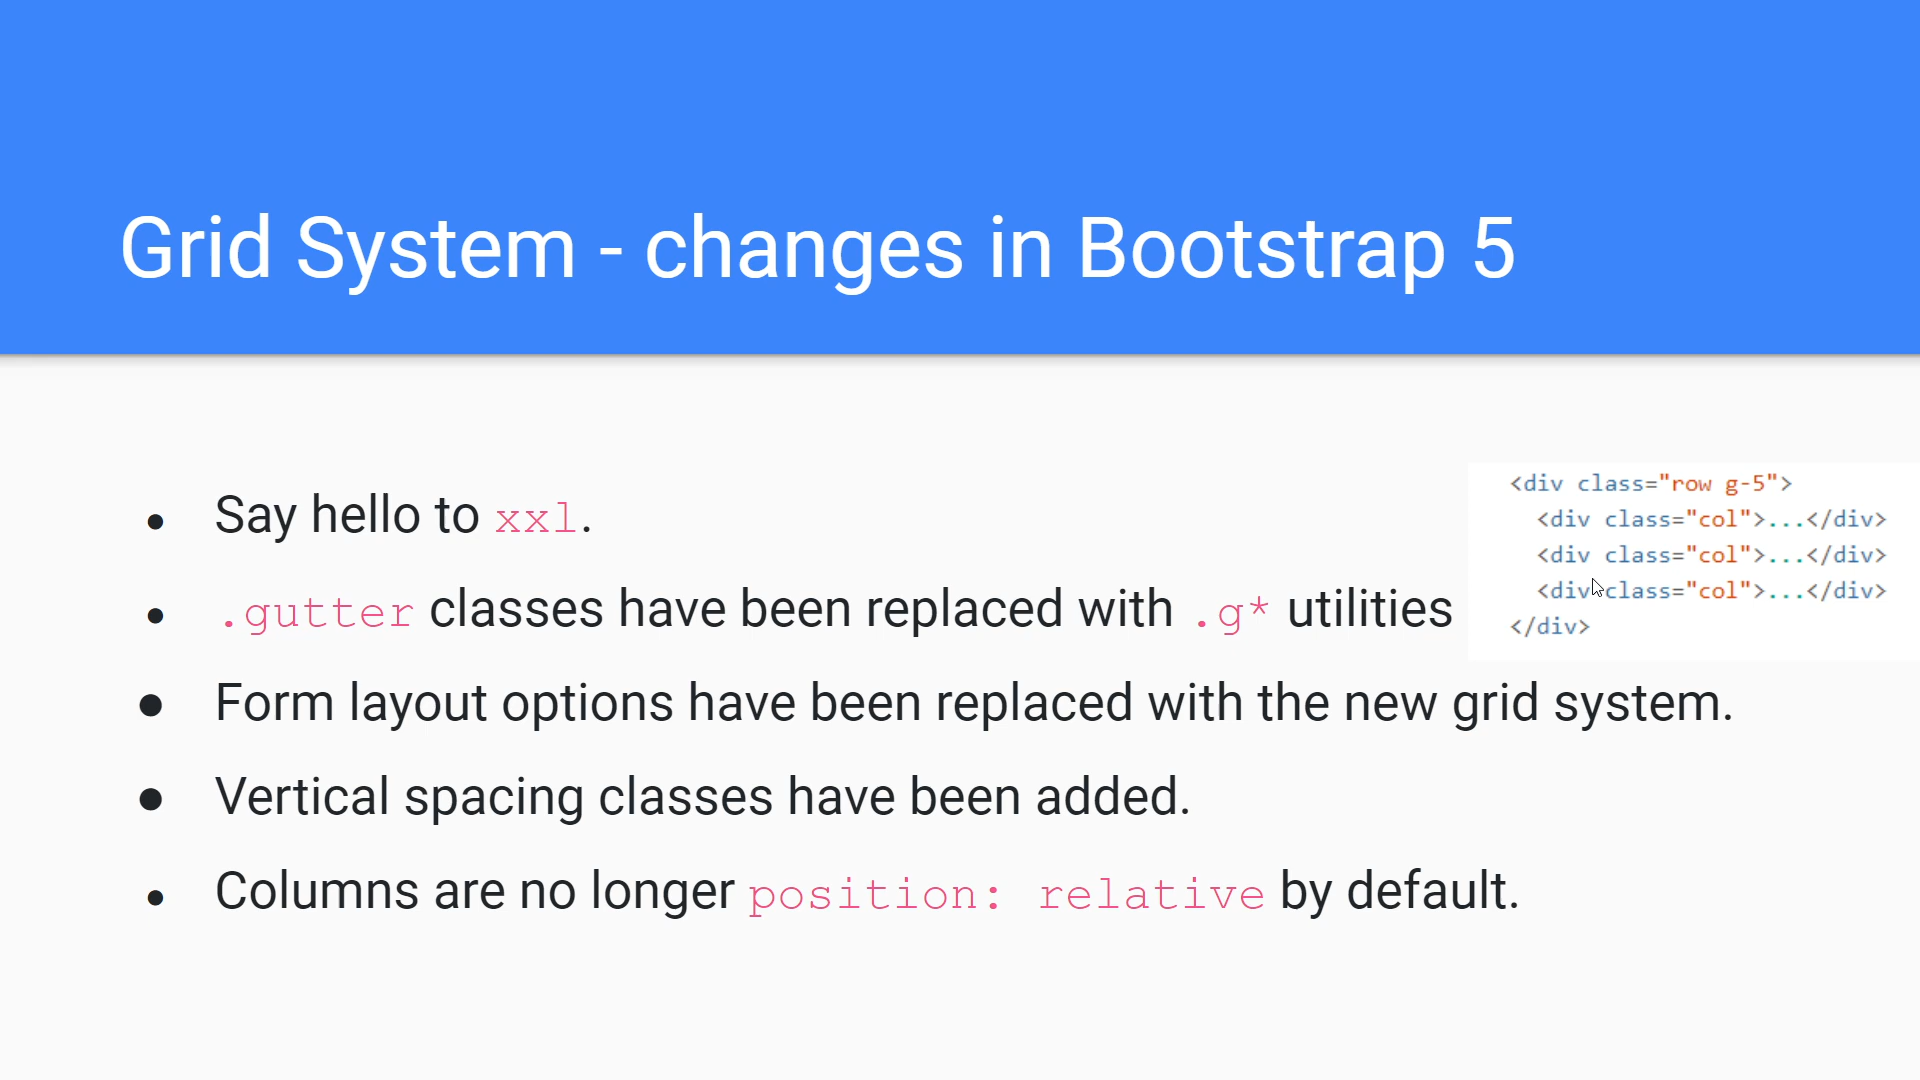 Grid System - changes in Bootstrap 5
● Say hello to xxl.
● .gutter classes have been replaced with .g* utilities
<div class="row g-5">
<div class="col">...</div>
<div class="col">...</div>
<div class="col">...</div>
</div>
● Form layout options have been replaced with the new grid system.
● Vertical spacing classes have been added.
● Columns are no longer position: relative by default.